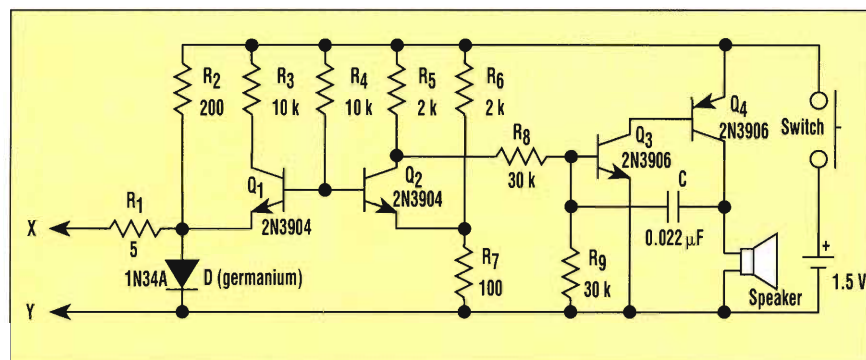 R2
200
R3
10 k
R4
10 k
R5
2 k
R6
2 k
R8
30 k
Q3
2N3906
Q4
2N3906
Switch
Q1
2N3904
Q2
2N3904
X
R1
5
1N34A
D (germanium)
R7
100
R9
30 k
C
0.022 µF
Speaker
+
1.5 V
Y